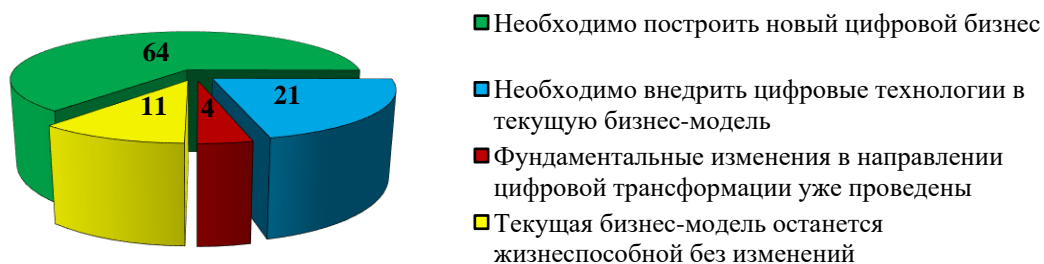 64
11
4
21
Необходимо построить новый цифровой бизнес
Необходимо внедрить цифровые технологии в
текущую бизнес-модель
Фундаментальные изменения в направлении
цифровой трансформации уже проведены
Текущая бизнес-модель останется
жизнеспособной без изменений